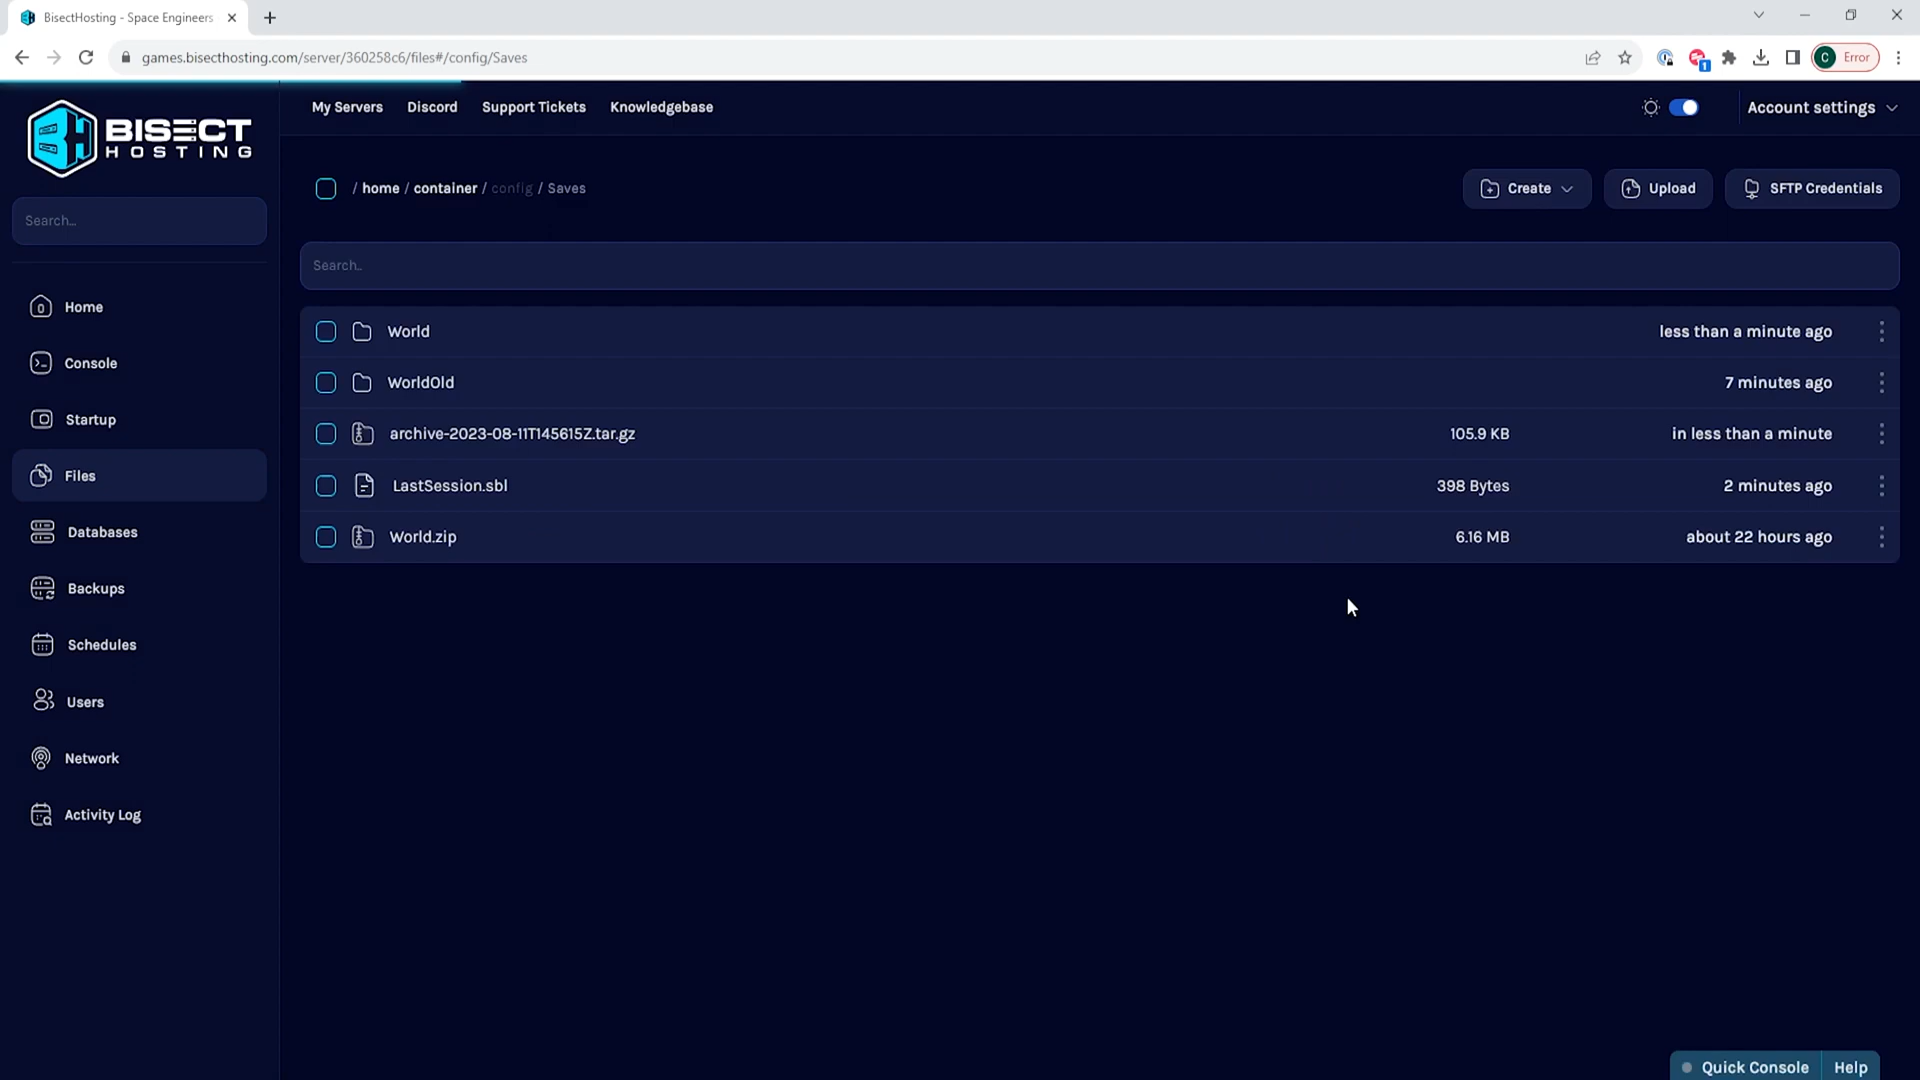 BisectHosting - Space Engineers
games.bisecthosting.com/server/360258c6/files#/config/Saves
1
C
Error
BISECT
HOSTING
My Servers
Discord
Support Tickets
Knowledgebase
Account settings
/ home / container / config / Saves
Create
Upload
SFTP Credentials
Search...
Search..
Home
Console
Startup
Files
Databases
Backups
Schedules
Users
Network
Activity Log
World less than a minute ago
WorldOld 7 minutes ago
archive-2023-08-11T145615Z.tar.gz 105.9 KB in less than a minute
LastSession.sbl 398 Bytes 2 minutes ago
World.zip 6.16 MB about 22 hours ago
Quick Console
Help